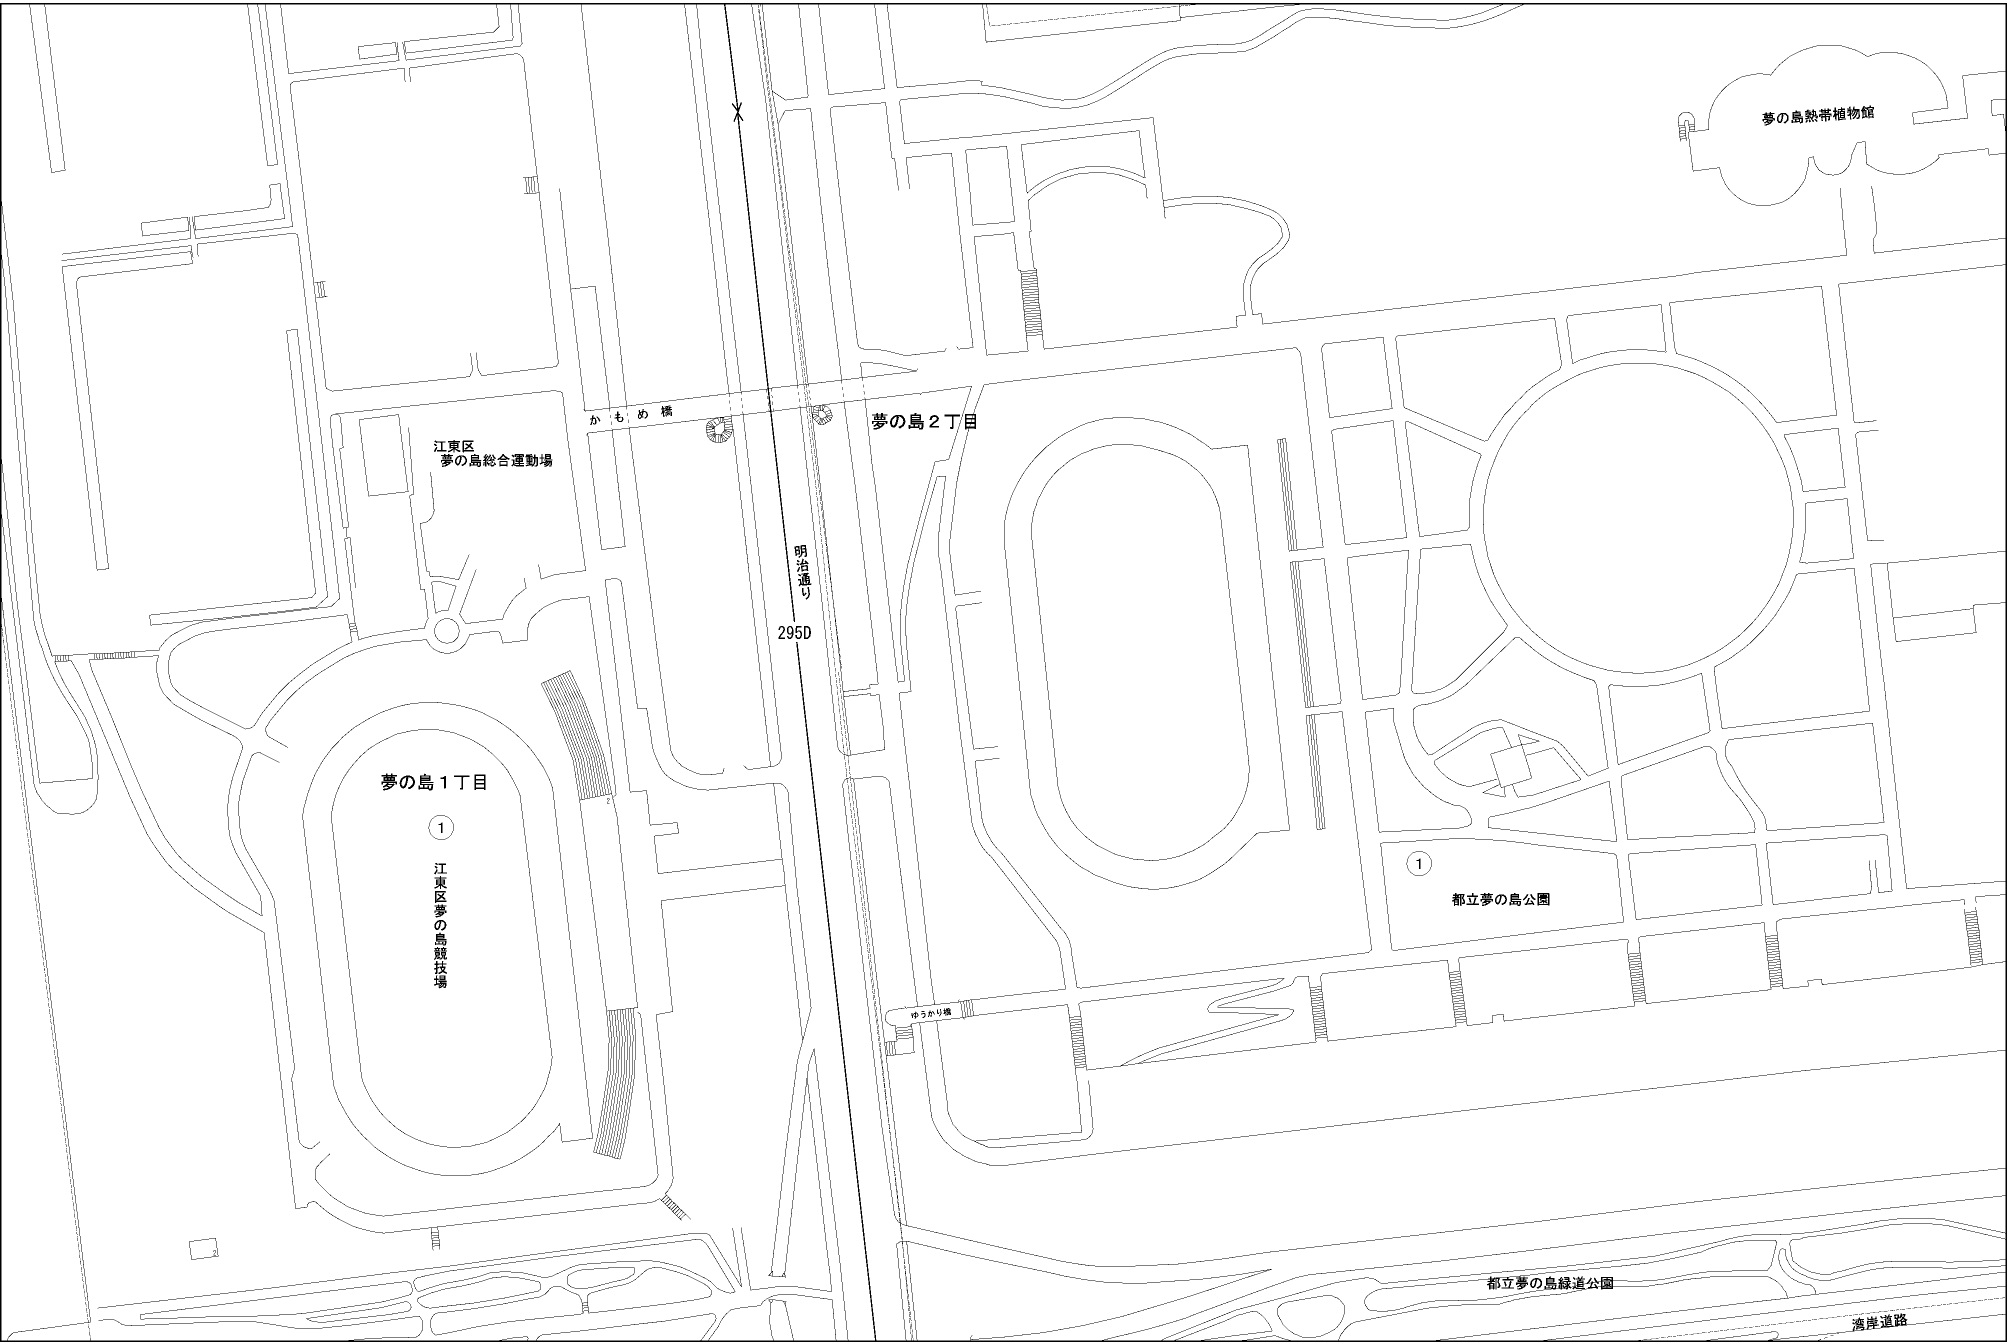 夢の島熱帯植物館
かもめ橋
夢の島２丁目
江東区
夢の島総合運動場
明治通り
295D
夢の島１丁目
1
2
江東区夢の島競技場
1
都立夢の島公園
ゆうかり橋
2
都立夢の島緑道公園
湾岸道路